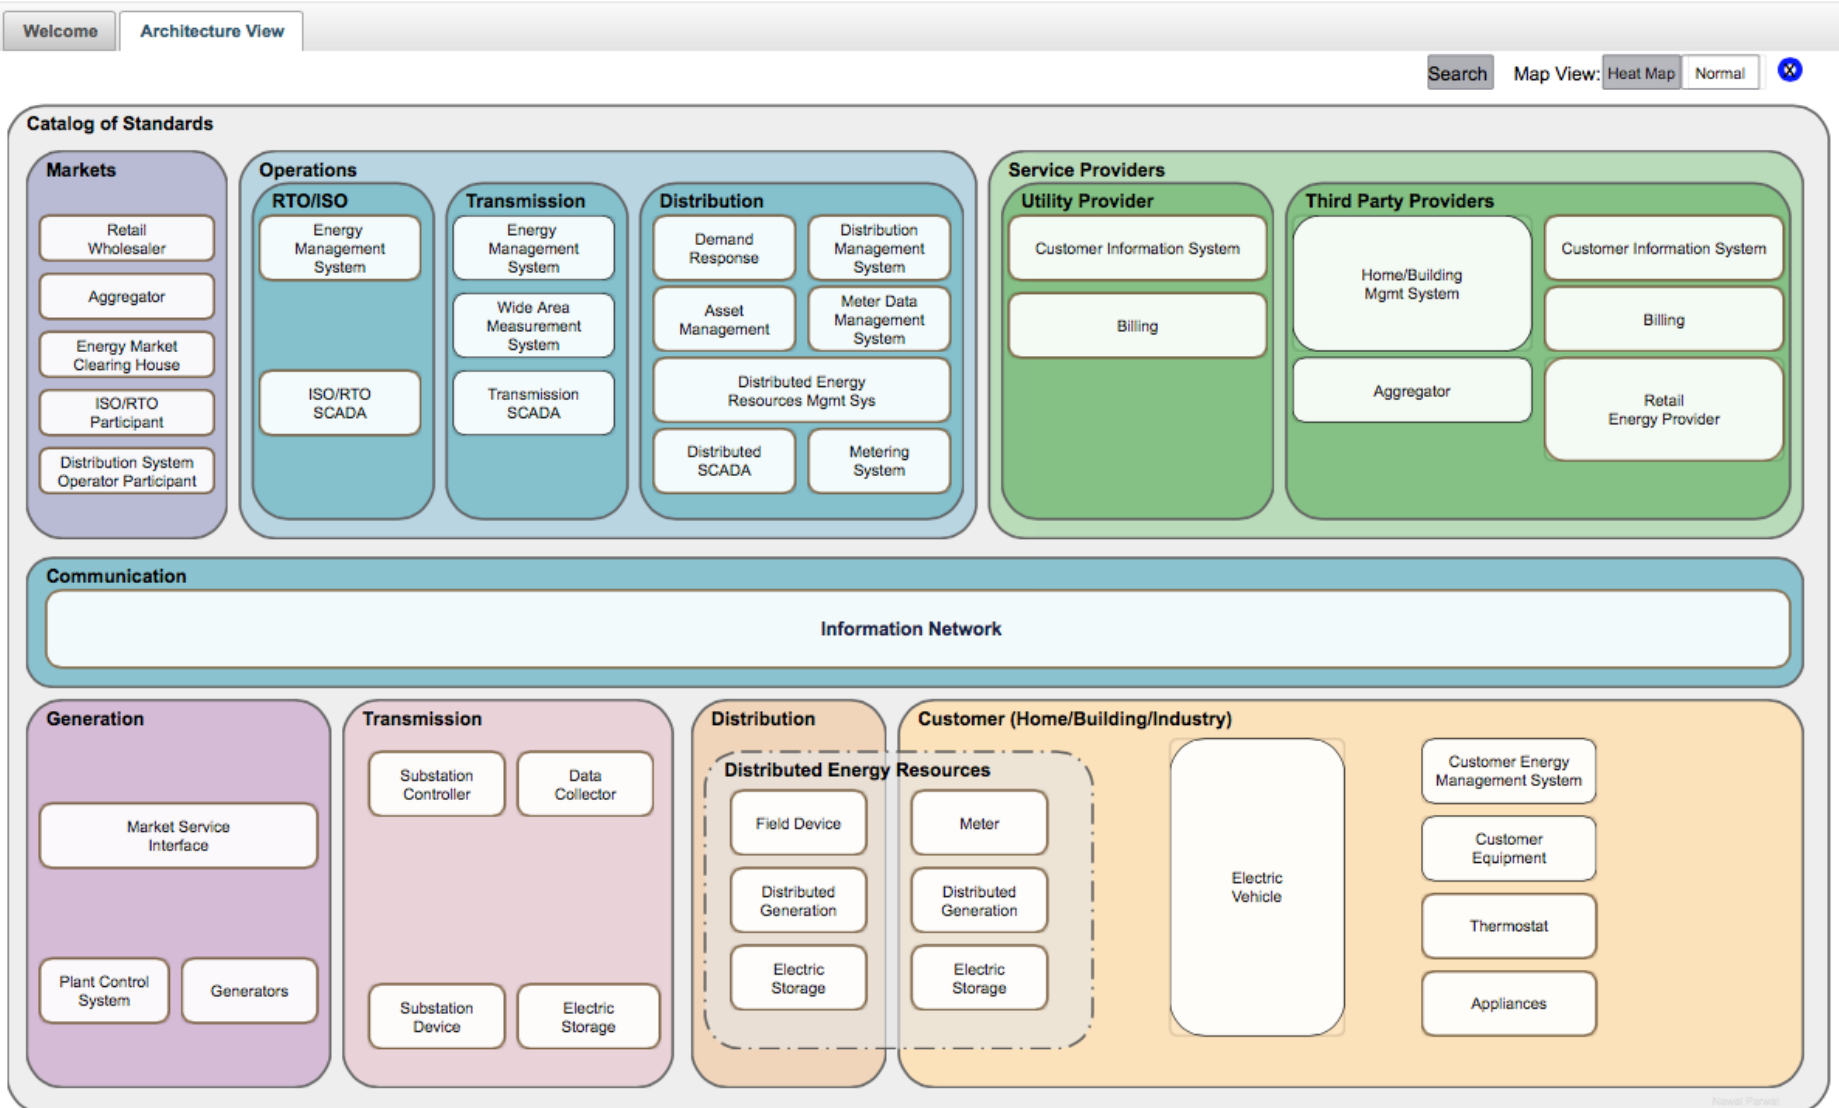 Welcome
Architecture View
Search
Map View:
Heat Map
Normal
X
Catalog of Standards
Markets
Retail
Wholesaler
Aggregator
Energy Market
Clearing House
ISO/RTO
Participant
Distribution System
Operator Participant
Operations
RTO/ISO
Energy
Management
System
ISO/RTO
SCADA
Transmission
Energy
Management
System
Wide Area
Measurement
System
Transmission
SCADA
Distribution
Demand
Response
Distribution
Management
System
Asset
Management
Meter Data
Management
System
Distributed Energy
Resources Mgmt Sys
Distributed
SCADA
Metering
System
Service Providers
Utility Provider
Customer Information System
Billing
Third Party Providers
Home/Building
Mgmt System
Aggregator
Customer Information System
Billing
Retail
Energy Provider
Communication
Information Network
Generation
Market Service
Interface
Plant Control
System
Generators
Transmission
Substation
Controller
Data
Collector
Substation
Device
Electric
Storage
Distribution
Customer (Home/Building/Industry)
Distributed Energy Resources
Field Device
Meter
Distributed
Generation
Distributed
Generation
Electric
Storage
Electric
Storage
Electric
Vehicle
Customer Energy
Management System
Customer
Equipment
Thermostat
Appliances
Nawal Parwal